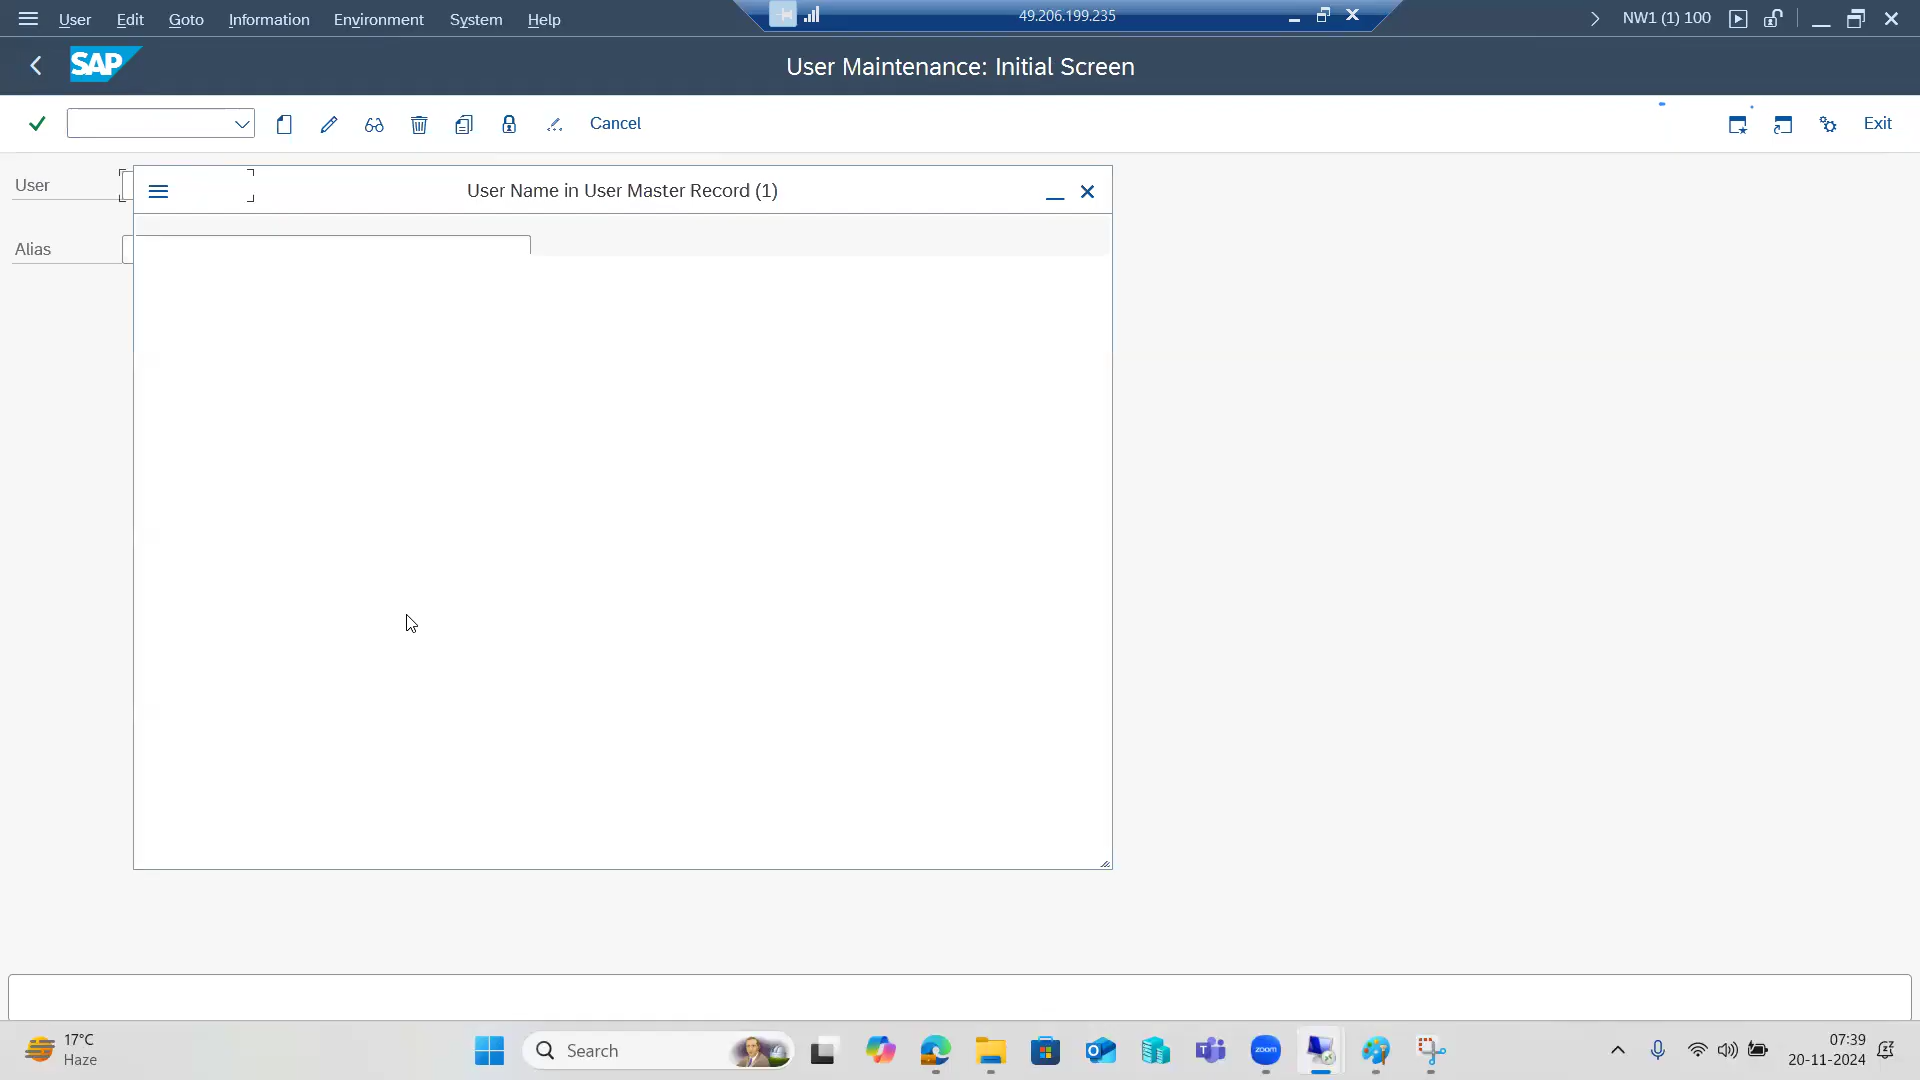 User Edit Goto Information Environment System Help
49.206.199.235
NW1 (1) 100
SAP
User Maintenance: Initial Screen
Cancel
Exit
User
User Name in User Master Record (1)
Alias
17°C
Haze
Search
zoom
07:39
20-11-2024